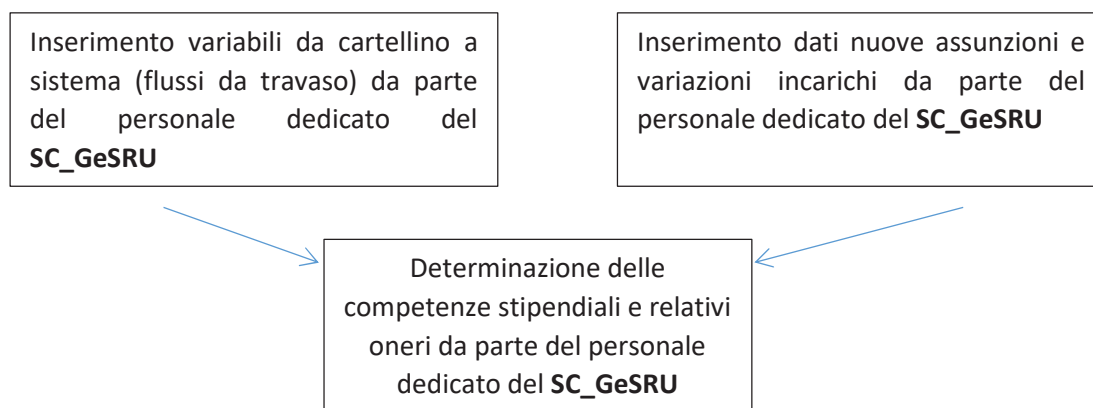 Inserimento variabili da cartellino a
sistema (flussi da travaso) da parte
del personale dedicato del
SC_GeSRU
Inserimento dati nuove assunzioni e
variazioni incarichi da parte del
personale dedicato del SC_GeSRU
Determinazione delle
competenze stipendiali e relativi
oneri da parte del personale
dedicato del SC_GeSRU